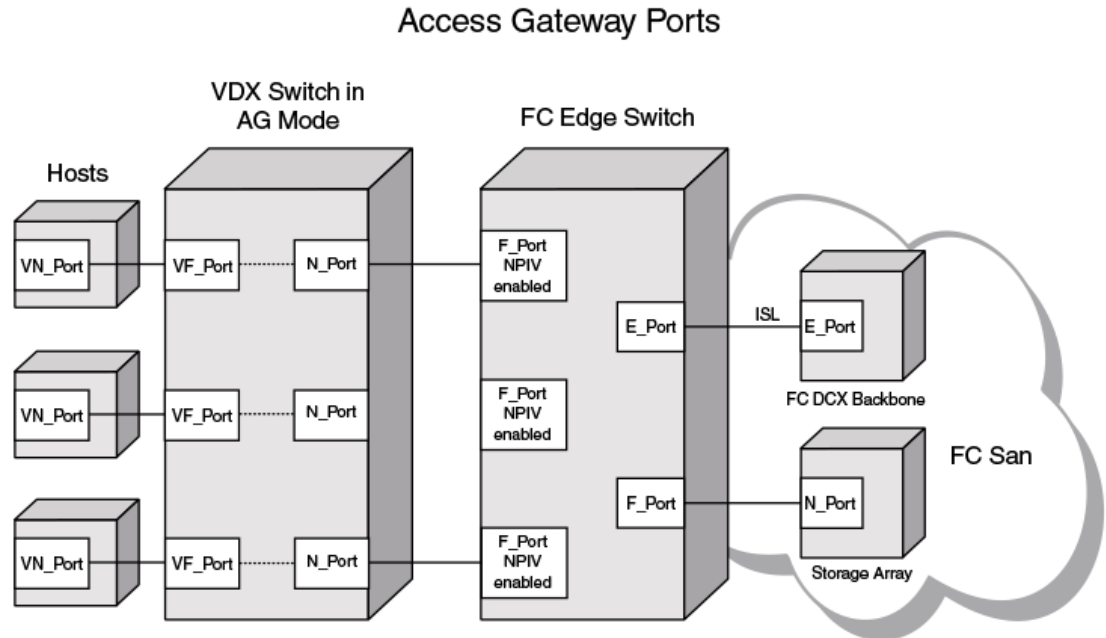 Access Gateway Ports
VDX Switch in
AG Mode
FC Edge Switch
Hosts
VN_Port
VF_Port
N_Port
F_Port
NPIV
enabled
E_Port
ISL
E_Port
FC DCX Backbone
VN_Port
VF_Port
N_Port
F_Port
NPIV
enabled
FC San
F_Port
N_Port
Storage Array
VN_Port
VF_Port
N_Port
F_Port
NPIV
enabled